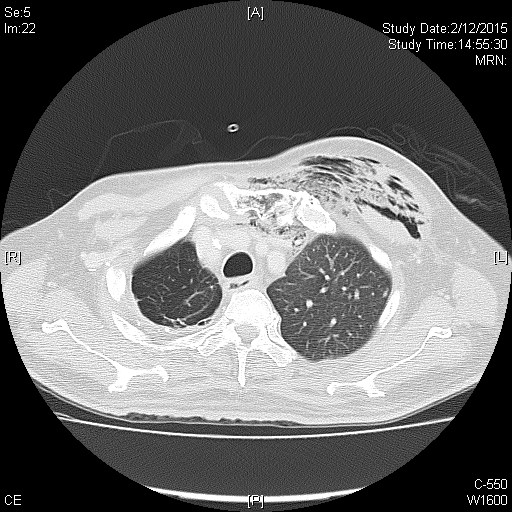 Se:5
Im:22
[A]
Study Date:2/12/2015
Study Time:14:55:30
MRN:
[R]
[L]
CE
[P]
C-550
W1600